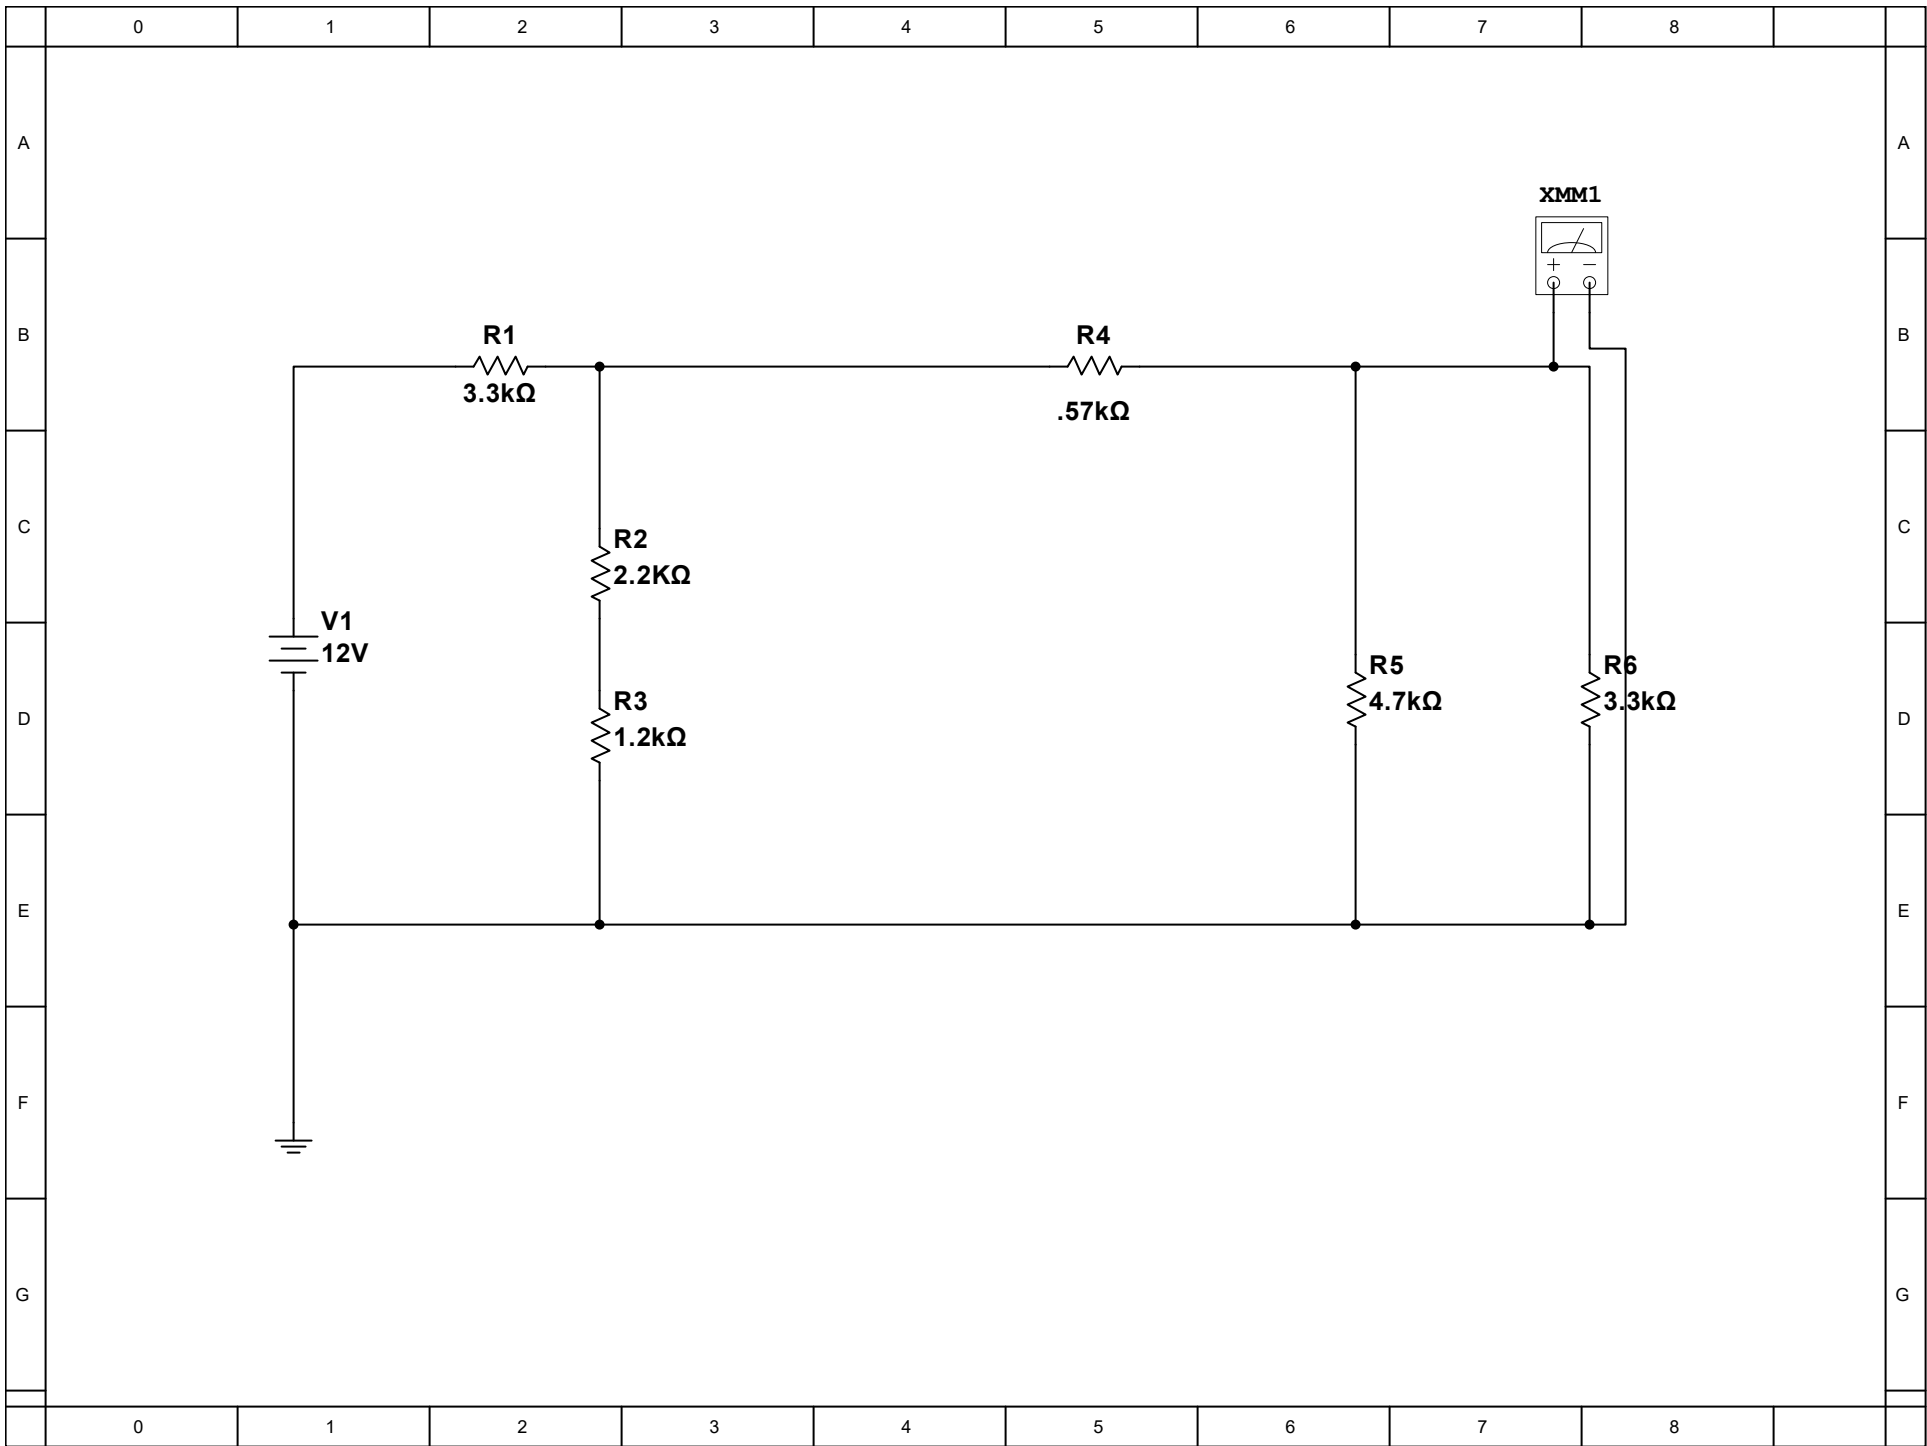 0 1 2 3 4 5 6 7 8
A A
XMM1
+ −
B B
R1
3.3kΩ
R4
.57kΩ
C C
R2
2.2KΩ
V1
12V
R5
4.7kΩ
R6
3.3kΩ
D D
R3
1.2kΩ
E E
F F
G G
0 1 2 3 4 5 6 7 8